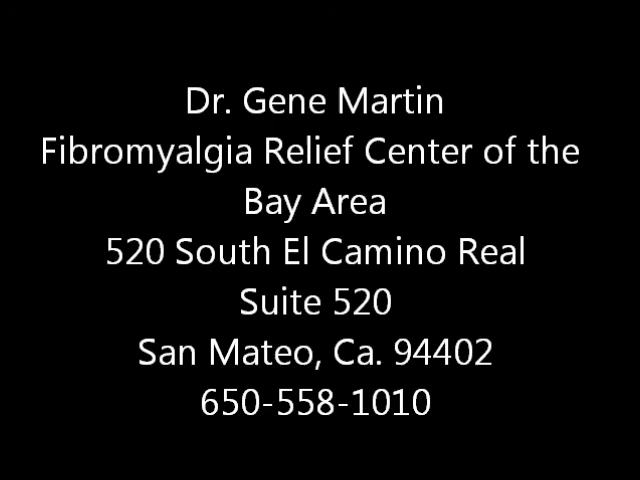 Dr. Gene Martin
Fibromyalgia Relief Center of the
Bay Area
520 South El Camino Real
Suite 520
San Mateo, Ca. 94402
650-558-1010